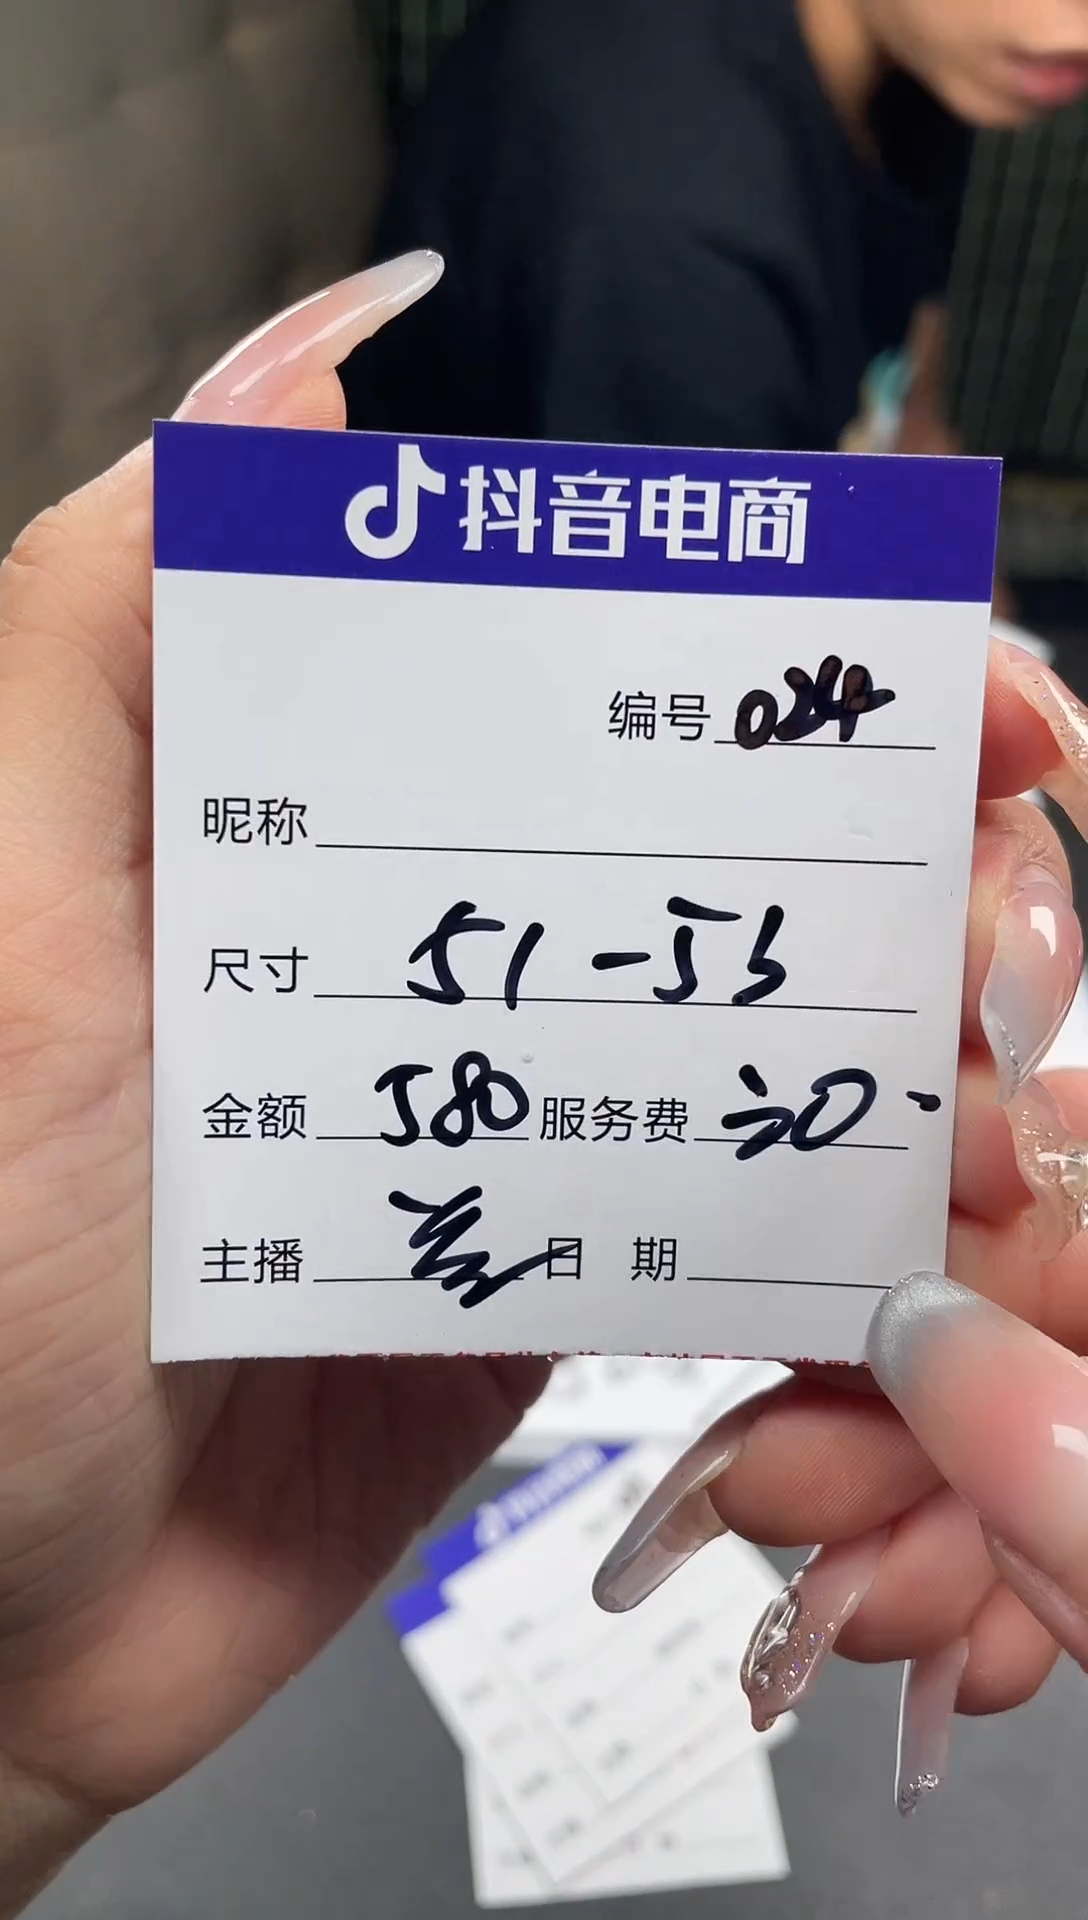 抖音电商
编号 024
昵称
尺寸 51-53
金额 580 服务费 20
主播 兰 日 期